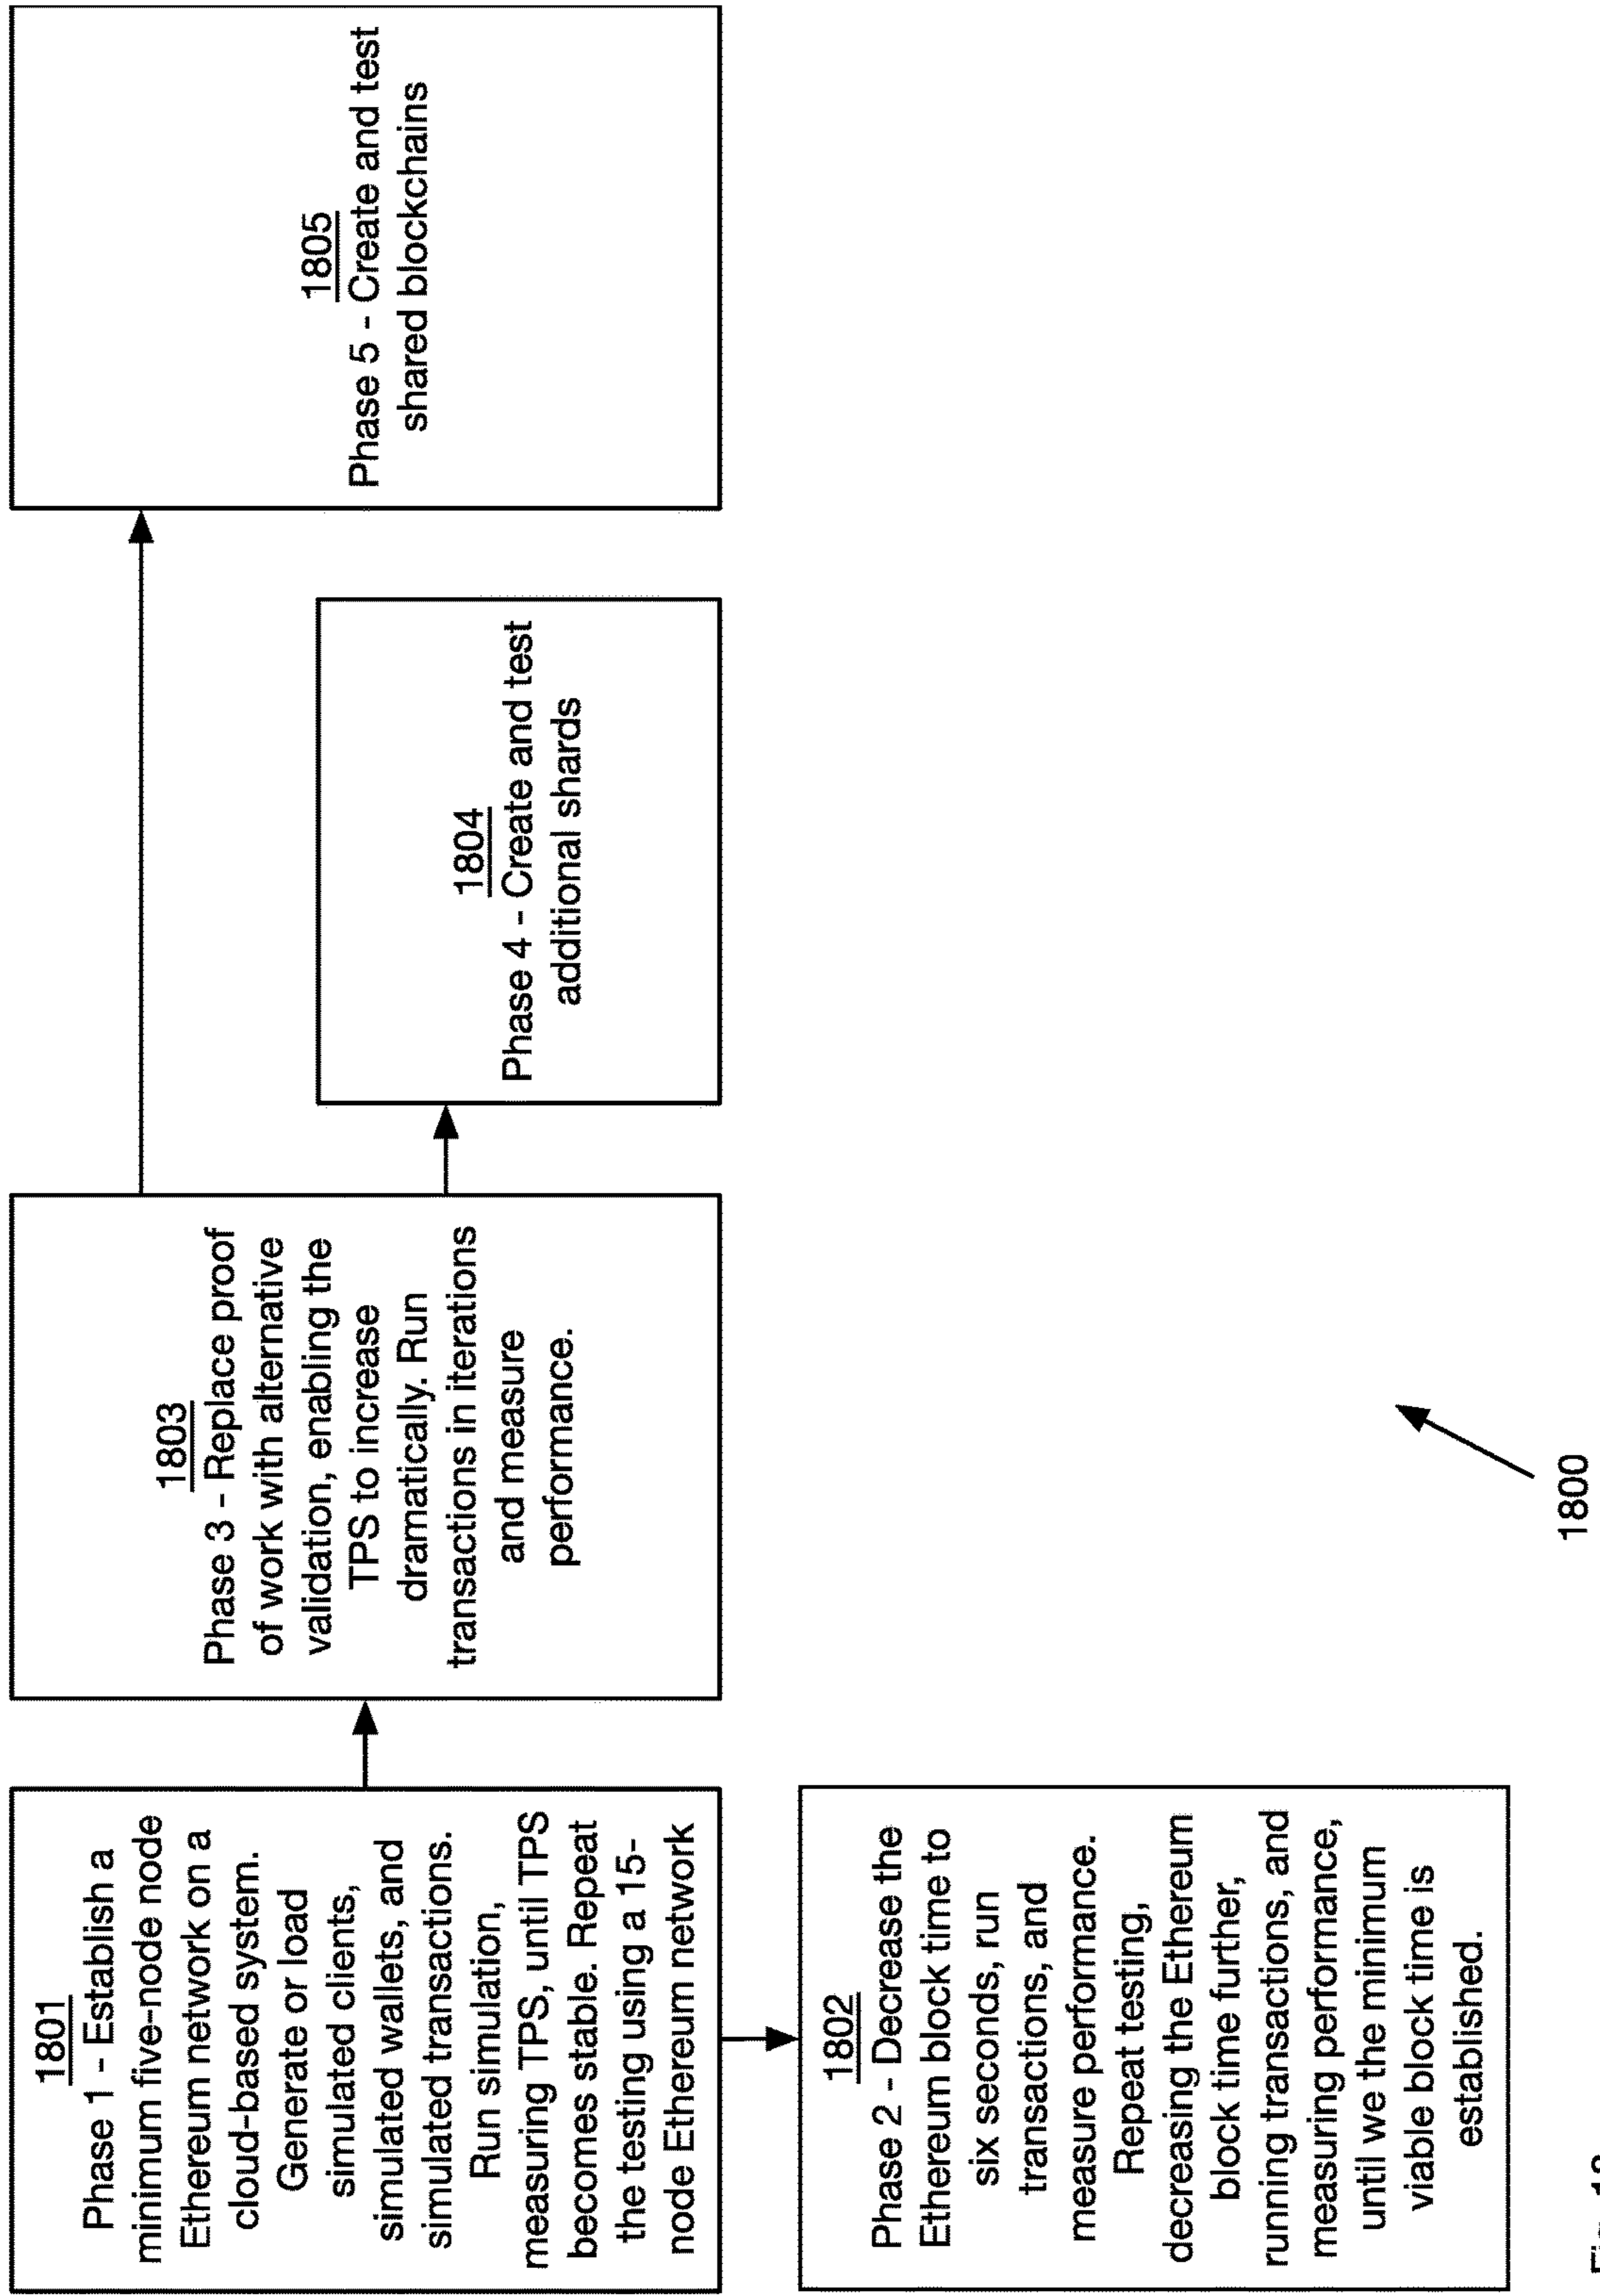 1801
Phase 1 - Establish a
minimum five-node node
Ethereum network on a
cloud-based system.
Generate or load
simulated clients,
simulated wallets, and
simulated transactions.
Run simulation,
measuring TPS, until TPS
becomes stable. Repeat
the testing using a 15-
node Ethereum network
1802
Phase 2 - Decrease the
Ethereum block time to
six seconds, run
transactions, and
measure performance.
Repeat testing,
decreasing the Ethereum
block time further,
running transactions, and
measuring performance,
until we the minimum
viable block time is
established.
1803
Phase 3 - Replace proof
of work with alternative
validation, enabling the
TPS to increase
dramatically. Run
transactions in iterations
and measure
performance.
1804
Phase 4 - Create and test
additional shards
1805
Phase 5 - Create and test
shared blockchains
1800